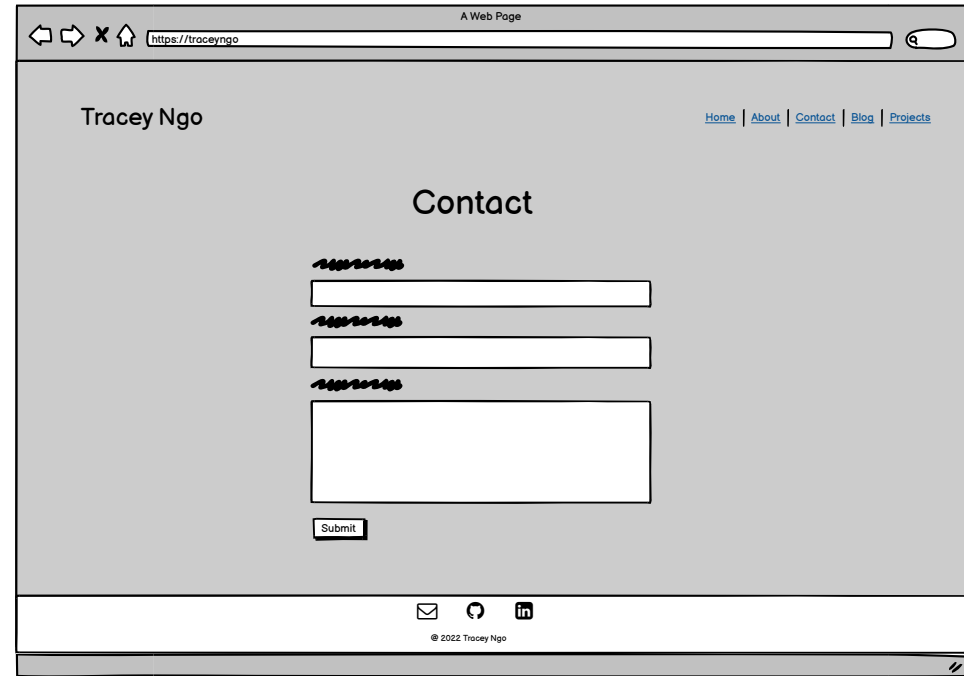 A Web Page
https://traceyngo
Tracey Ngo
Home | About | Contact | Blog | Projects
Contact
Submit
@ 2022 Tracey Ngo